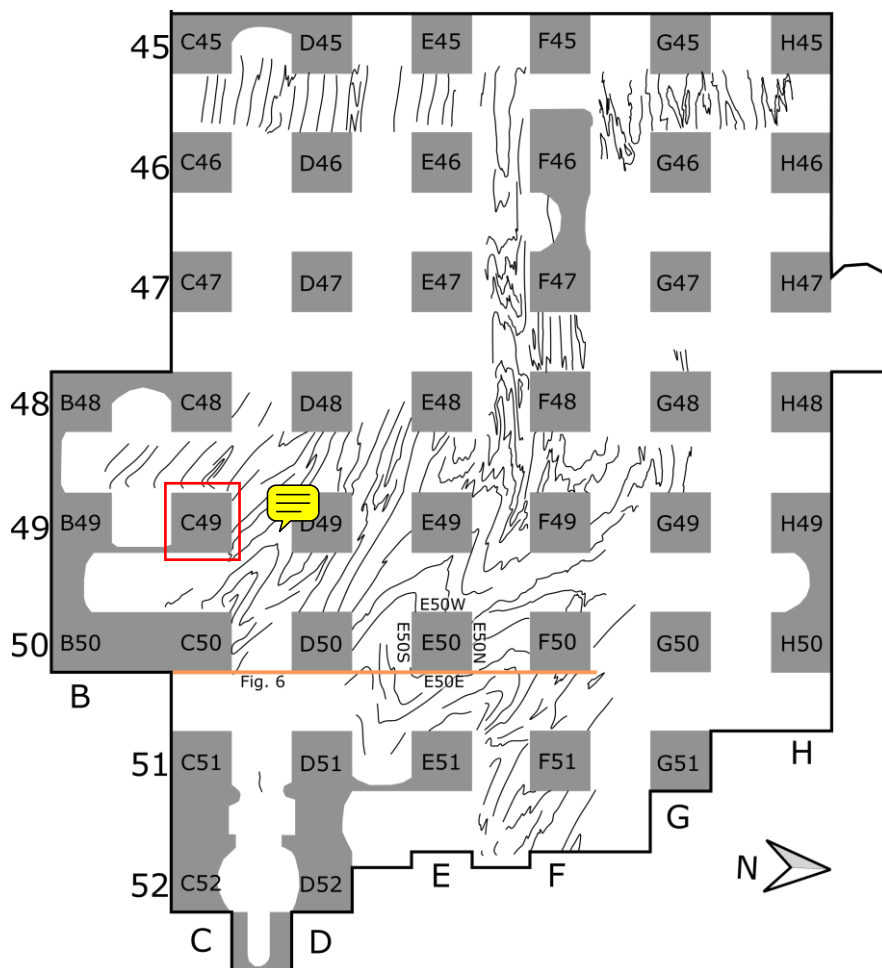 45 C45 D45 E45 F45 G45 H45
46 C46 D46 E46 F46 G46 H46
47 C47 D47 E47 F47 G47 H47
48 B48 C48 D48 E48 F48 G48 H48
49 B49 C49 D49 E49 F49 G49 H49
E50W
50 B50 C50 D50 E50S E50 E50N F50 G50 H50
B Fig. 6 E50E
51 C51 D51 E51 F51 G51 H
G
52 C52 D52 E F N
C D